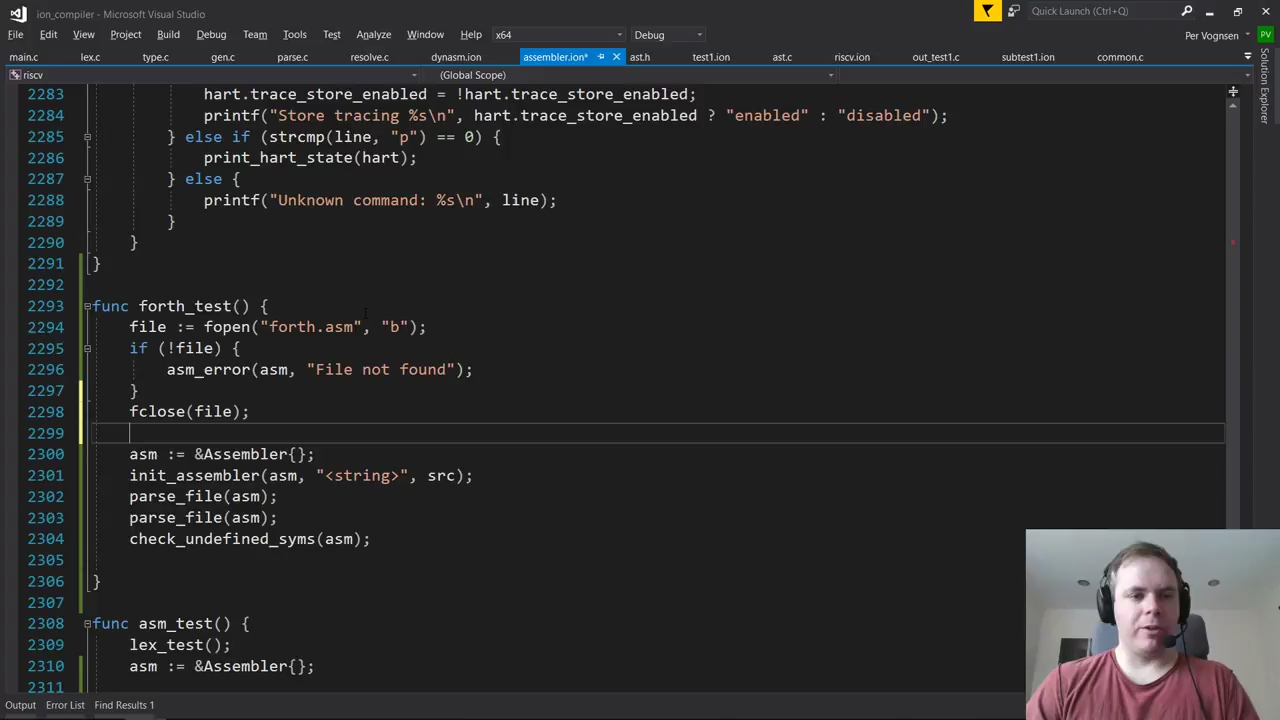 ion_compiler - Microsoft Visual Studio
Quick Launch (Ctrl+Q)
File Edit View Project Build Debug Team Tools Test Analyze Window Help x64 Debug
Per Vognsen PV
main.c lex.c type.c gen.c parse.c resolve.c dynasm.ion assembler.ion* ast.h test1.ion ast.c riscv.ion out_test1.c subtest1.ion common.c
riscv (Global Scope)
Solution Explorer
2283 hart.trace_store_enabled = !hart.trace_store_enabled;
2284 printf("Store tracing %s\n", hart.trace_store_enabled ? "enabled" : "disabled");
2285 } else if (strcmp(line, "p") == 0) {
2286 print_hart_state(hart);
2287 } else {
2288 printf("Unknown command: %s\n", line);
2289 }
2290 }
2291 }
2292
2293 func forth_test() {
2294 file := fopen("forth.asm", "b");
2295 if (!file) {
2296 asm_error(asm, "File not found");
2297 }
2298 fclose(file);
2299
2300 asm := &Assembler{};
2301 init_assembler(asm, "<string>", src);
2302 parse_file(asm);
2303 parse_file(asm);
2304 check_undefined_syms(asm);
2305
2306 }
2307
2308 func asm_test() {
2309 lex_test();
2310 asm := &Assembler{};
2311
Output Error List Find Results 1